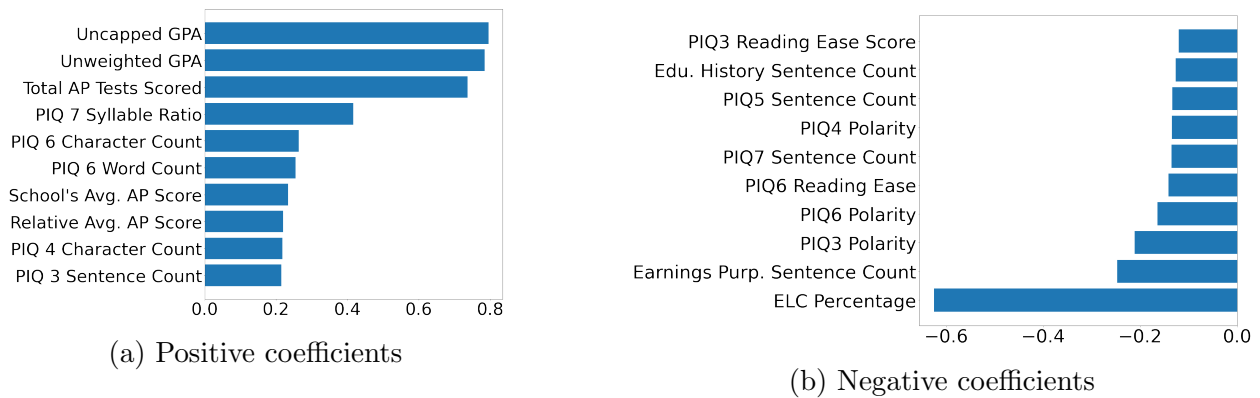 Uncapped GPA
Unweighted GPA
Total AP Tests Scored
PIQ 7 Syllable Ratio
PIQ 6 Character Count
PIQ 6 Word Count
School's Avg. AP Score
Relative Avg. AP Score
PIQ 4 Character Count
PIQ 3 Sentence Count
0.0 0.2 0.4 0.6 0.8
(a) Positive coefficients
PIQ3 Reading Ease Score
Edu. History Sentence Count
PIQ5 Sentence Count
PIQ4 Polarity
PIQ7 Sentence Count
PIQ6 Reading Ease
PIQ6 Polarity
PIQ3 Polarity
Earnings Purp. Sentence Count
ELC Percentage
−0.6 −0.4 −0.2 0.0
(b) Negative coefficients